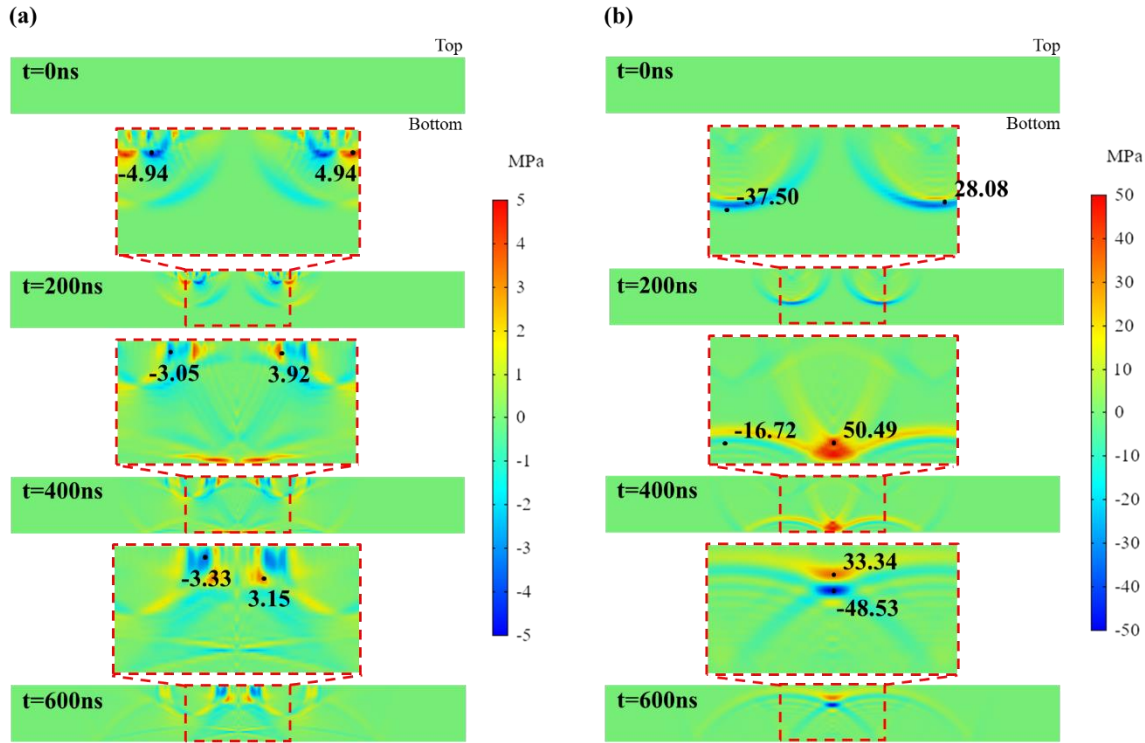 (a)
Top
t=0ns
Bottom
MPa
-4.94
4.94
5
4
3
2
1
0
-1
-2
-3
-4
-5
t=200ns
-3.05
3.92
t=400ns
-3.33
3.15
t=600ns
(b)
Top
t=0ns
Bottom
MPa
-37.50
28.08
50
40
30
20
10
0
-10
-20
-30
-40
-50
t=200ns
-16.72
50.49
t=400ns
33.34
-48.53
t=600ns